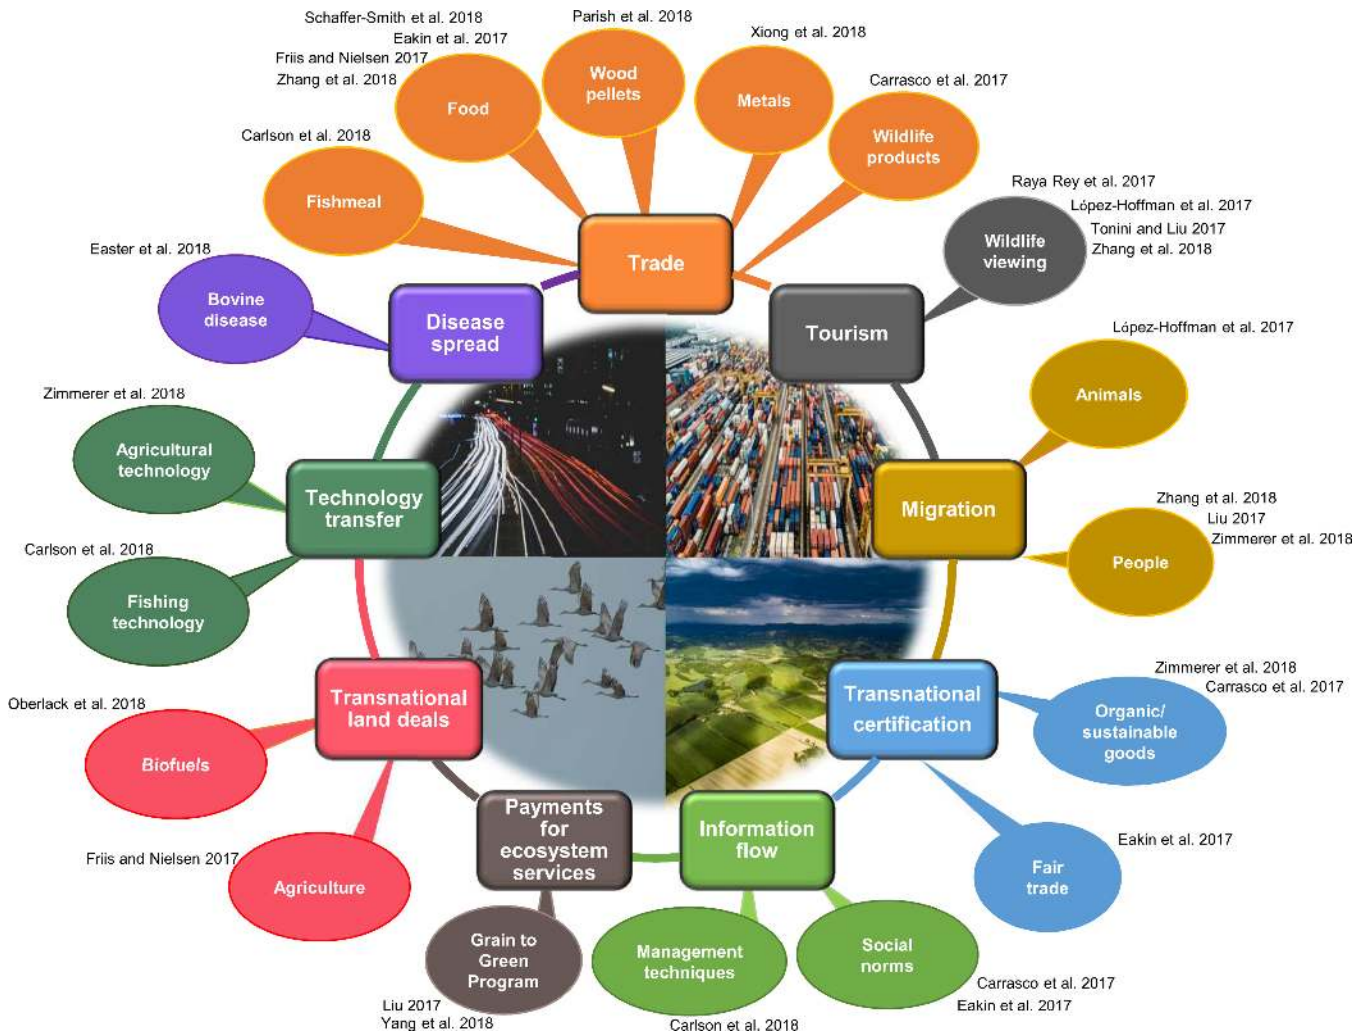 Schaffer-Smith et al. 2018
Eakin et al. 2017
Friis and Nielsen 2017
Zhang et al. 2018
Food
Parish et al. 2018
Wood
pellets
Xiong et al. 2018
Metals
Carrasco et al. 2017
Wildlife
products
Carlson et al. 2018
Fishmeal
Trade
Raya Rey et al. 2017
López-Hoffman et al. 2017
Tonini and Liu 2017
Zhang et al. 2018
Wildlife
viewing
Tourism
Easter et al. 2018
Bovine
disease
Disease
spread
López-Hoffman et al. 2017
Animals
Migration
Zhang et al. 2018
Liu 2017
Zimmerer et al. 2018
People
Zimmerer et al. 2018
Agricultural
technology
Technology
transfer
Carlson et al. 2018
Fishing
technology
Transnational
land deals
Oberlack et al. 2018
Biofuels
Friis and Nielsen 2017
Agriculture
Transnational
certification
Zimmerer et al. 2018
Carrasco et al. 2017
Organic/
sustainable
goods
Eakin et al. 2017
Fair
trade
Payments
for
ecosystem
services
Grain to
Green
Program
Liu 2017
Yang et al. 2018
Information
flow
Management
techniques
Carlson et al. 2018
Social
norms
Carrasco et al. 2017
Eakin et al. 2017